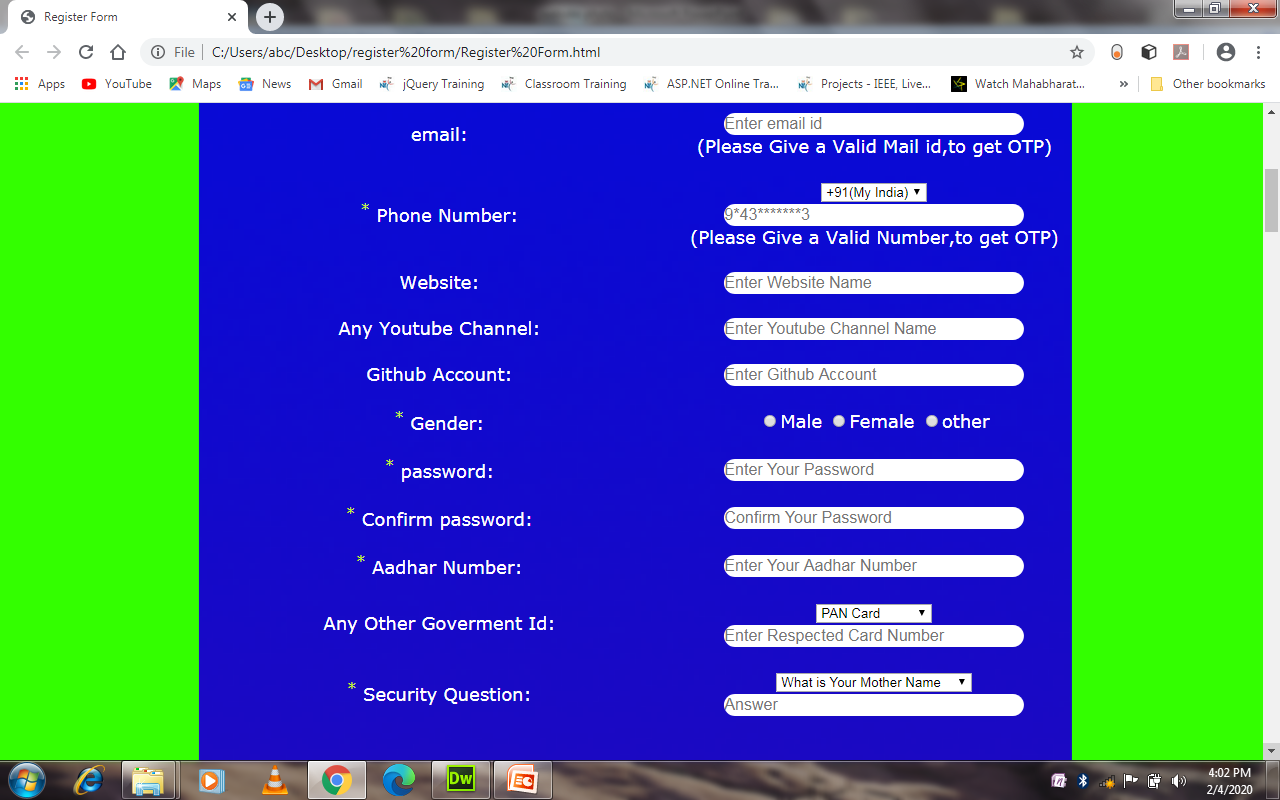 Register Form
File C:/Users/abc/Desktop/register%20form/Register%20Form.html
Apps YouTube Maps News Gmail jQuery Training Classroom Training ASP.NET Online Tra... Projects - IEEE, Live... Watch Mahabharat... » Other bookmarks
email: Enter email id
(Please Give a Valid Mail id,to get OTP)
+91(My India)
* Phone Number: 9*43*******3
(Please Give a Valid Number,to get OTP)
Website: Enter Website Name
Any Youtube Channel: Enter Youtube Channel Name
Github Account: Enter Github Account
* Gender: Male Female other
* password: Enter Your Password
* Confirm password: Confirm Your Password
* Aadhar Number: Enter Your Aadhar Number
PAN Card
Any Other Goverment Id: Enter Respected Card Number
What is Your Mother Name
* Security Question: Answer
Dw
4:02 PM
2/4/2020